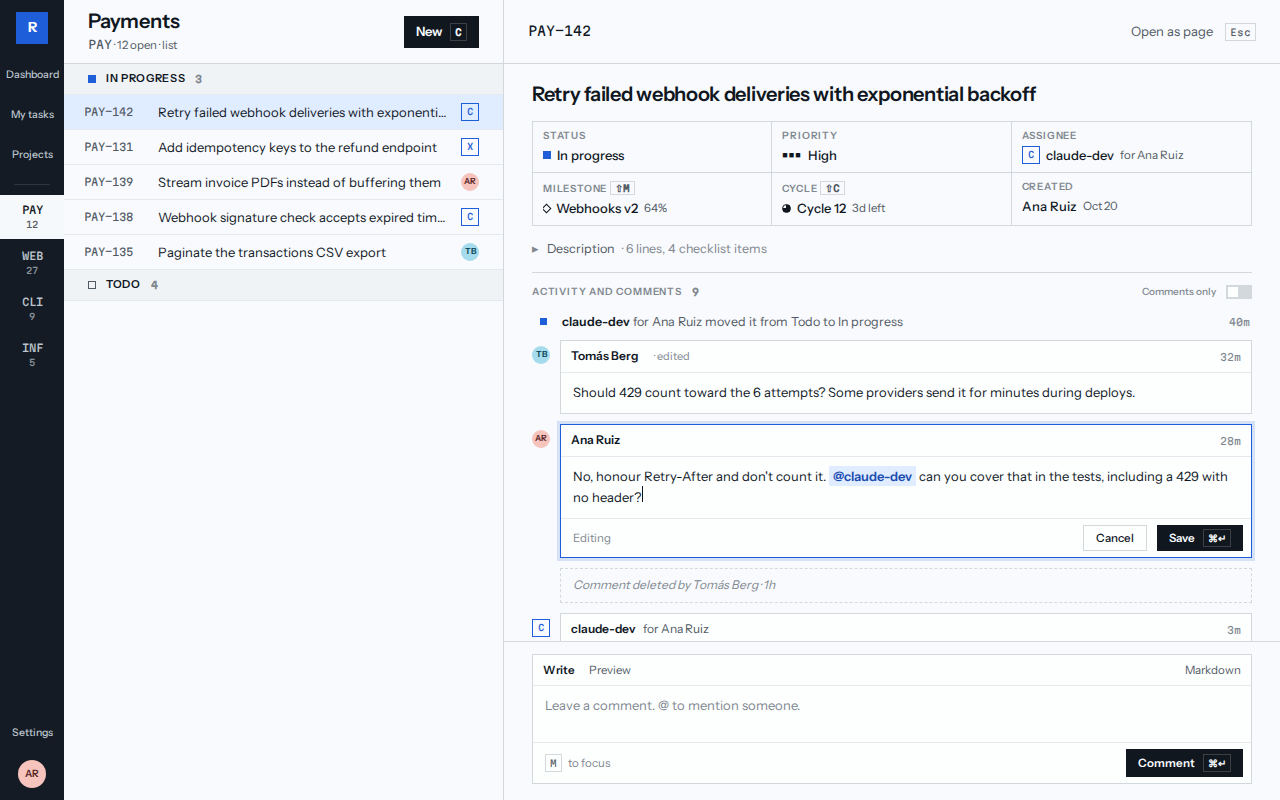 R
Dashboard
My tasks
Projects
PAY
12
WEB
27
CLI
9
INF
5
Settings
AR
Payments
PAY · 12 open · list
New C
IN PROGRESS 3
PAY-142 Retry failed webhook deliveries with exponenti... C
PAY-131 Add idempotency keys to the refund endpoint X
PAY-139 Stream invoice PDFs instead of buffering them AR
PAY-138 Webhook signature check accepts expired tim... C
PAY-135 Paginate the transactions CSV export TB
TODO 4
PAY-142
Open as page Esc
Retry failed webhook deliveries with exponential backoff
STATUS
In progress
PRIORITY
High
ASSIGNEE
C claude-dev for Ana Ruiz
MILESTONE ⇧M
Webhooks v2 64%
CYCLE ⇧C
Cycle 12 3d left
CREATED
Ana Ruiz Oct 20
Description · 6 lines, 4 checklist items
ACTIVITY AND COMMENTS 9
Comments only
claude-dev for Ana Ruiz moved it from Todo to In progress 40m
TB Tomás Berg · edited 32m
Should 429 count toward the 6 attempts? Some providers send it for minutes during deploys.
AR Ana Ruiz 28m
No, honour Retry-After and don't count it. @claude-dev can you cover that in the tests, including a 429 with
no header?
Editing
Cancel
Save ⌘↵
Comment deleted by Tomás Berg · 1h
C claude-dev for Ana Ruiz 3m
Write Preview Markdown
Leave a comment. @ to mention someone.
M to focus
Comment ⌘↵